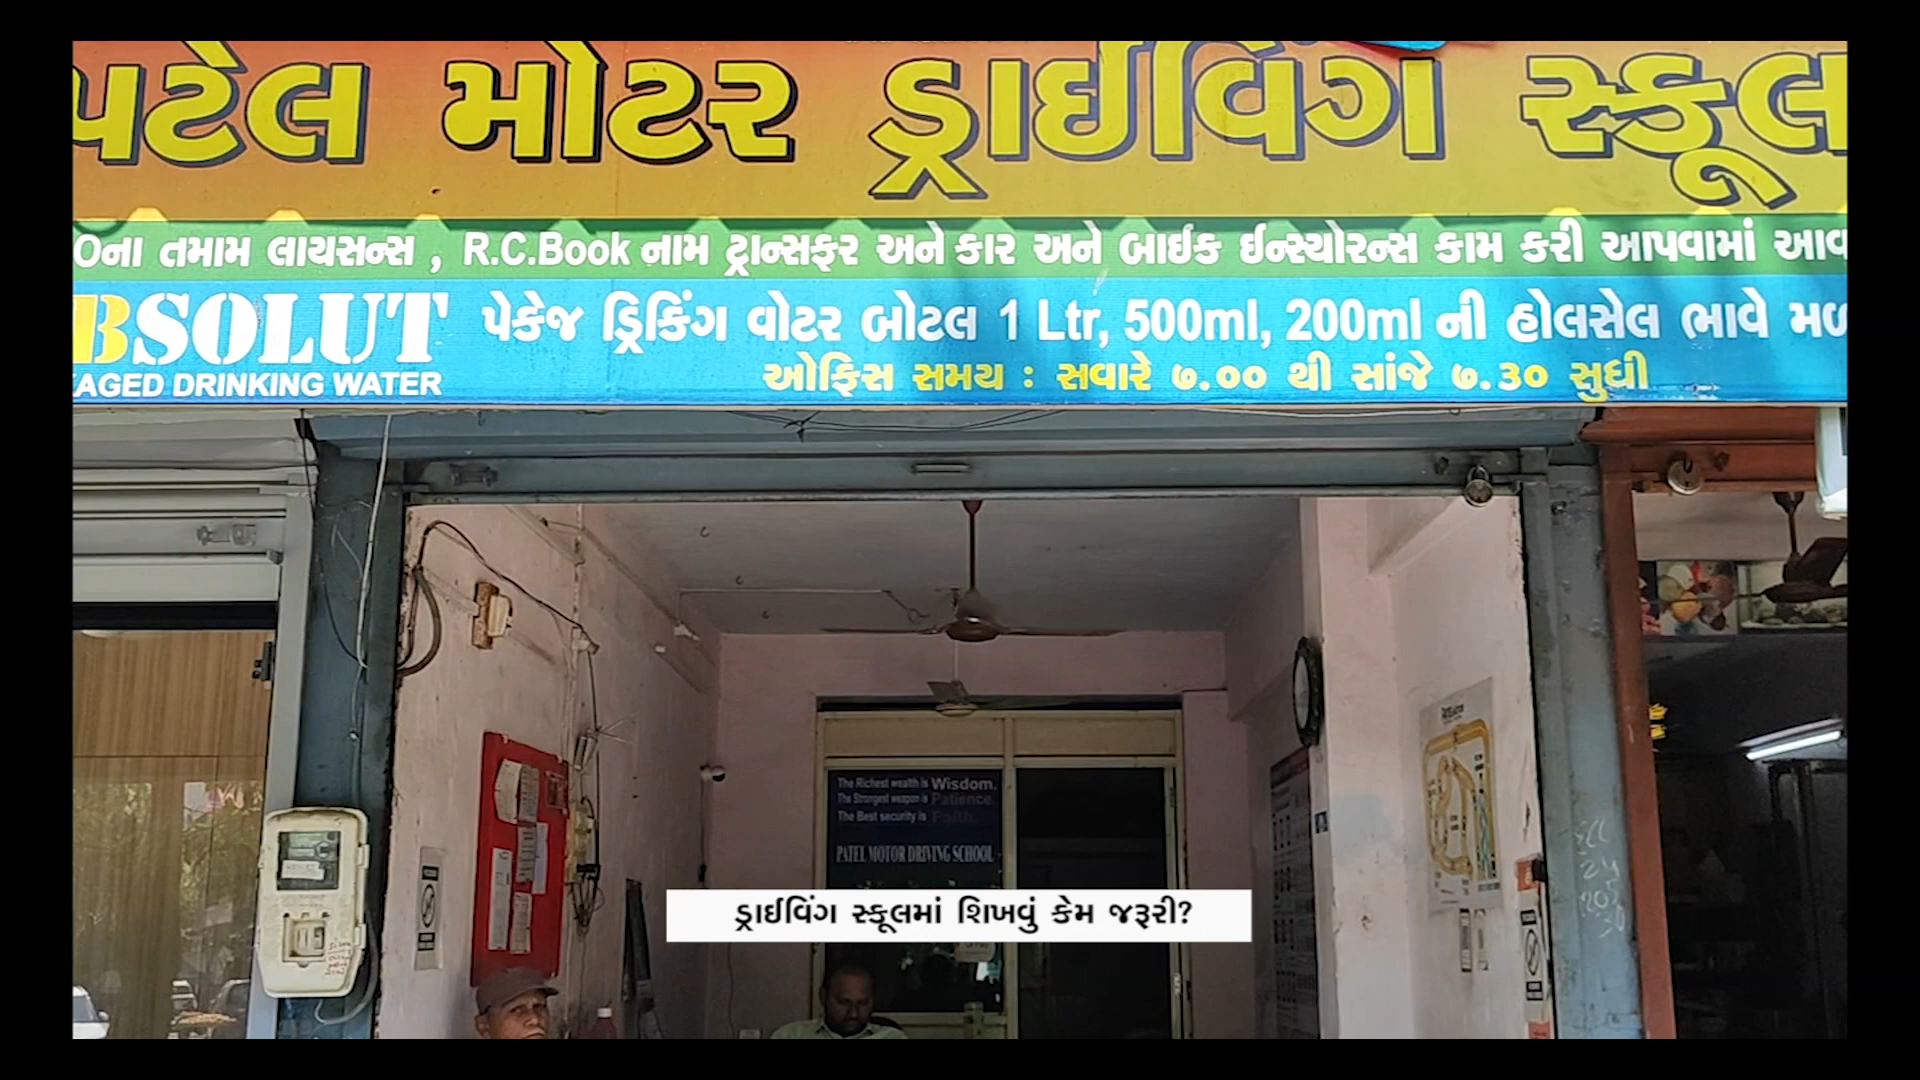 પટેલ મોટર ડ્રાઈવિંગ સ્કૂલ
Oના તમામ લાયસન્સ , R.C.Book નામ ટ્રાન્સફર અને કાર અને બાઈક ઈન્સ્યોરન્સ કામ કરી આપવામાં આવ
BSOLUT પેકેજ ડ્રિંકિંગ વોટર બોટલ 1 Ltr, 500ml, 200ml ની હોલસેલ ભાવે મળ
AGED DRINKING WATER
ઓફિસ સમય : સવારે ૭.૦૦ થી સાંજે ૭.૩૦ સુધી
The Richest wealth is Wisdom.
The Strongest weapon is Patience.
The Best security is Faith.
PATEL MOTOR DRIVING SCHOOL
ડ્રાઈવિંગ સ્કૂલમાં શિખવું કેમ જરૂરી?